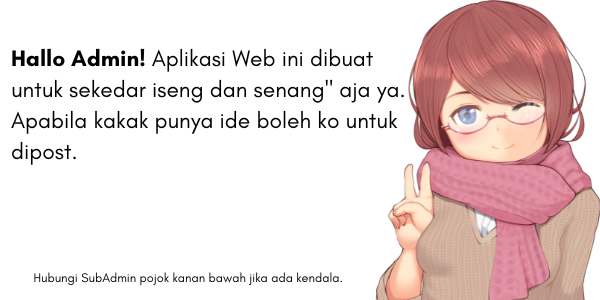 Hallo Admin! Aplikasi Web ini dibuat
untuk sekedar iseng dan senang" aja ya.
Apabila kakak punya ide boleh ko untuk
dipost.
Hubungi SubAdmin pojok kanan bawah jika ada kendala.